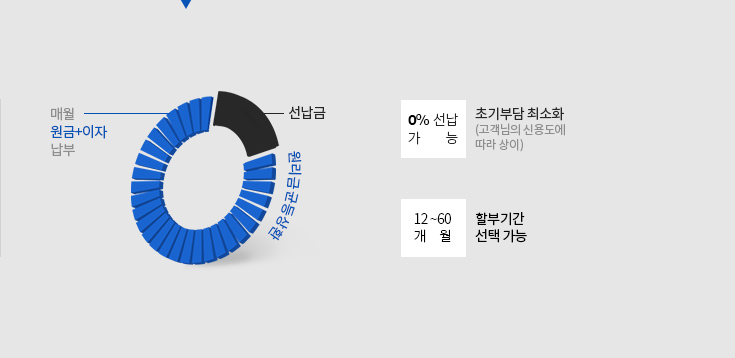 매월
원금+이자
납부
선납금
원리금균등상환
0% 선납
가 능
초기부담 최소화
(고객님의 신용도에
따라 상이)
12~60
개 월
할부기간
선택 가능